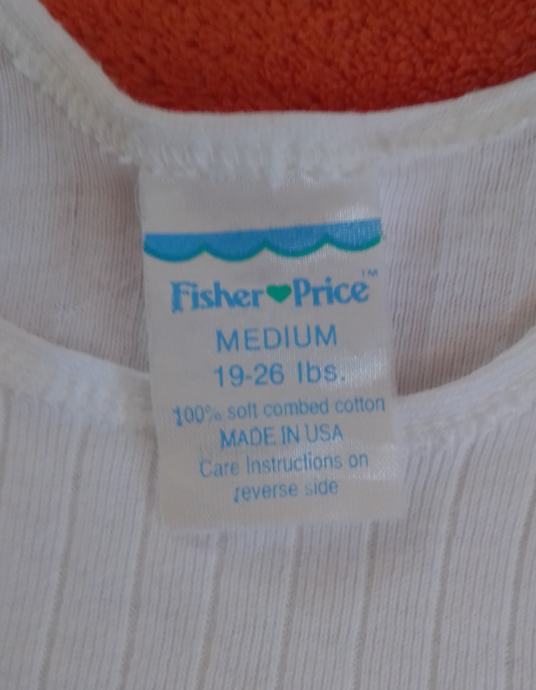 Fisher Price™
MEDIUM
19-26 lbs.
100% soft combed cotton
MADE IN USA
Care Instructions on
reverse side